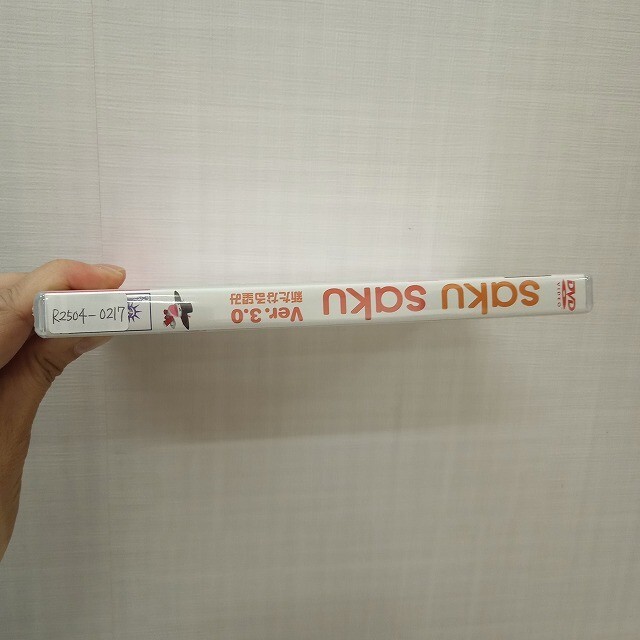 DVD
VIDEO
saku saku
Ver.3.0
新たなる望み
R2504-0217